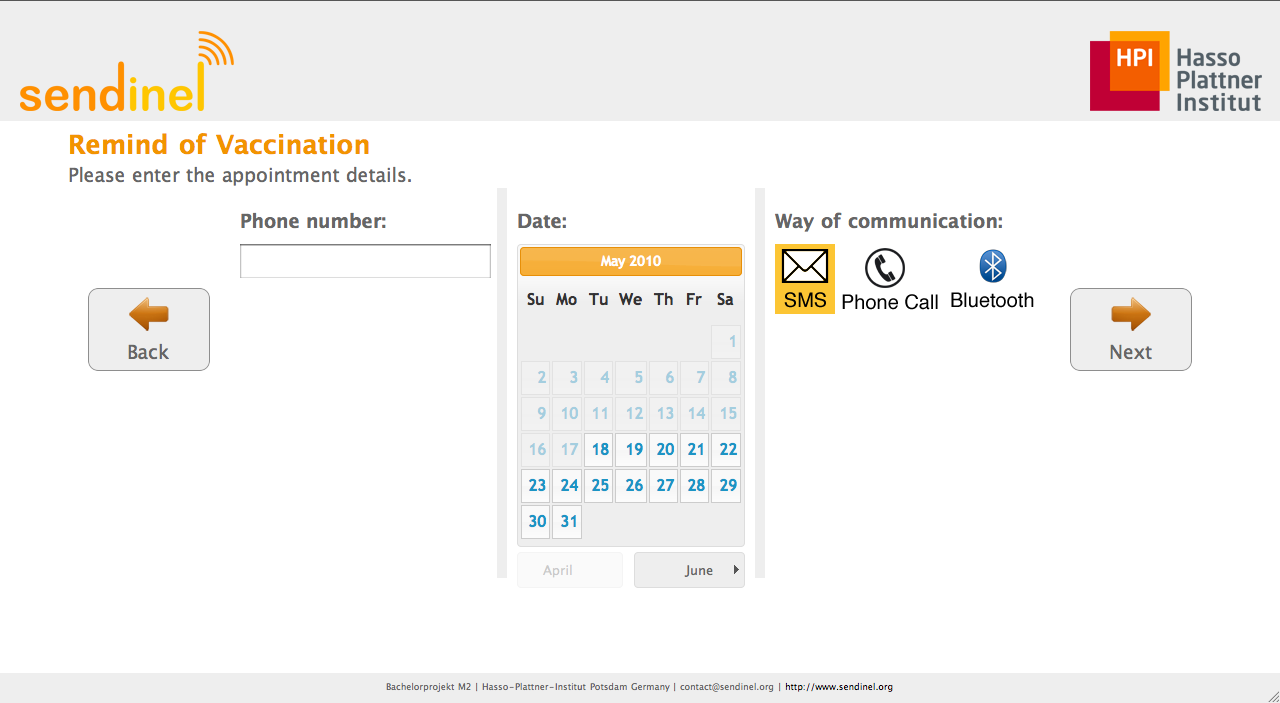 sendinel
HPI
Hasso
Plattner
Institut
Remind of Vaccination
Please enter the appointment details.
Phone number:
Back
Date:
May 2010
Su Mo Tu We Th Fr Sa
1
2 3 4 5 6 7 8
9 10 11 12 13 14 15
16 17 18 19 20 21 22
23 24 25 26 27 28 29
30 31
April June
Way of communication:
SMS Phone Call Bluetooth
Next
Bachelorprojekt M2 | Hasso-Plattner-Institut Potsdam Germany | contact@sendinel.org | http://www.sendinel.org